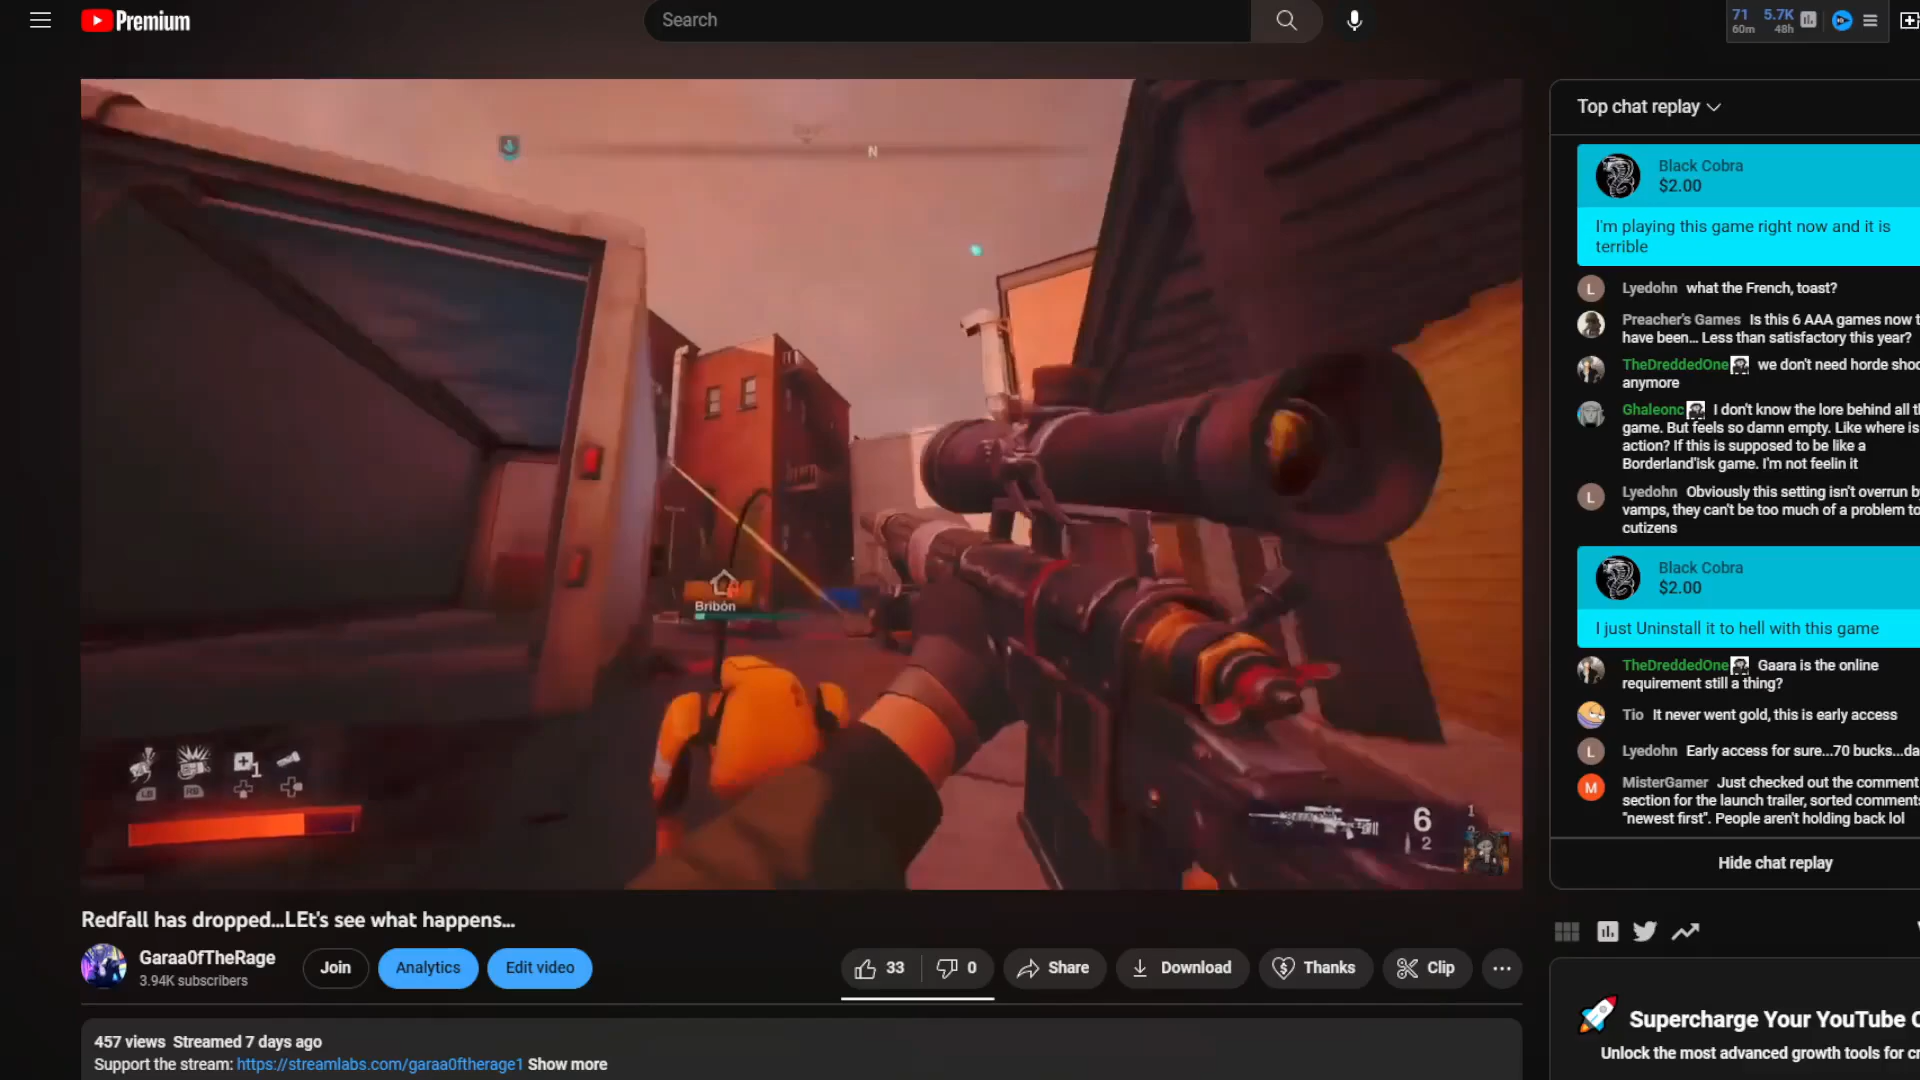 Premium
Search
71 5.7K
60m 48h
N
Bribón
LB RB
1
6
2
1
Top chat replay
Black Cobra
$2.00
I'm playing this game right now and it is
terrible
L Lyedohn what the French, toast?
Preacher's Games Is this 6 AAA games now t
have been... Less than satisfactory this year?
TheDreddedOne we don't need horde shoo
anymore
Ghaleonc I don't know the lore behind all th
game. But feels so damn empty. Like where is
action? If this is supposed to be like a
Borderland'isk game. I'm not feelin it
L Lyedohn Obviously this setting isn't overrun by
vamps, they can't be too much of a problem to
cutizens
Black Cobra
$2.00
I just Uninstall it to hell with this game
TheDreddedOne Gaara is the online
requirement still a thing?
Tio It never went gold, this is early access
L Lyedohn Early access for sure...70 bucks...da
M MisterGamer Just checked out the comment
section for the launch trailer, sorted comments
"newest first". People aren't holding back lol
Hide chat replay
Redfall has dropped...LEt's see what happens...
Garaa0fTheRage
3.94K subscribers
Join
Analytics
Edit video
33
0
Share
Download
Thanks
Clip
457 views Streamed 7 days ago
Support the stream: https://streamlabs.com/garaa0ftherage1 Show more
Supercharge Your YouTube C
Unlock the most advanced growth tools for cr